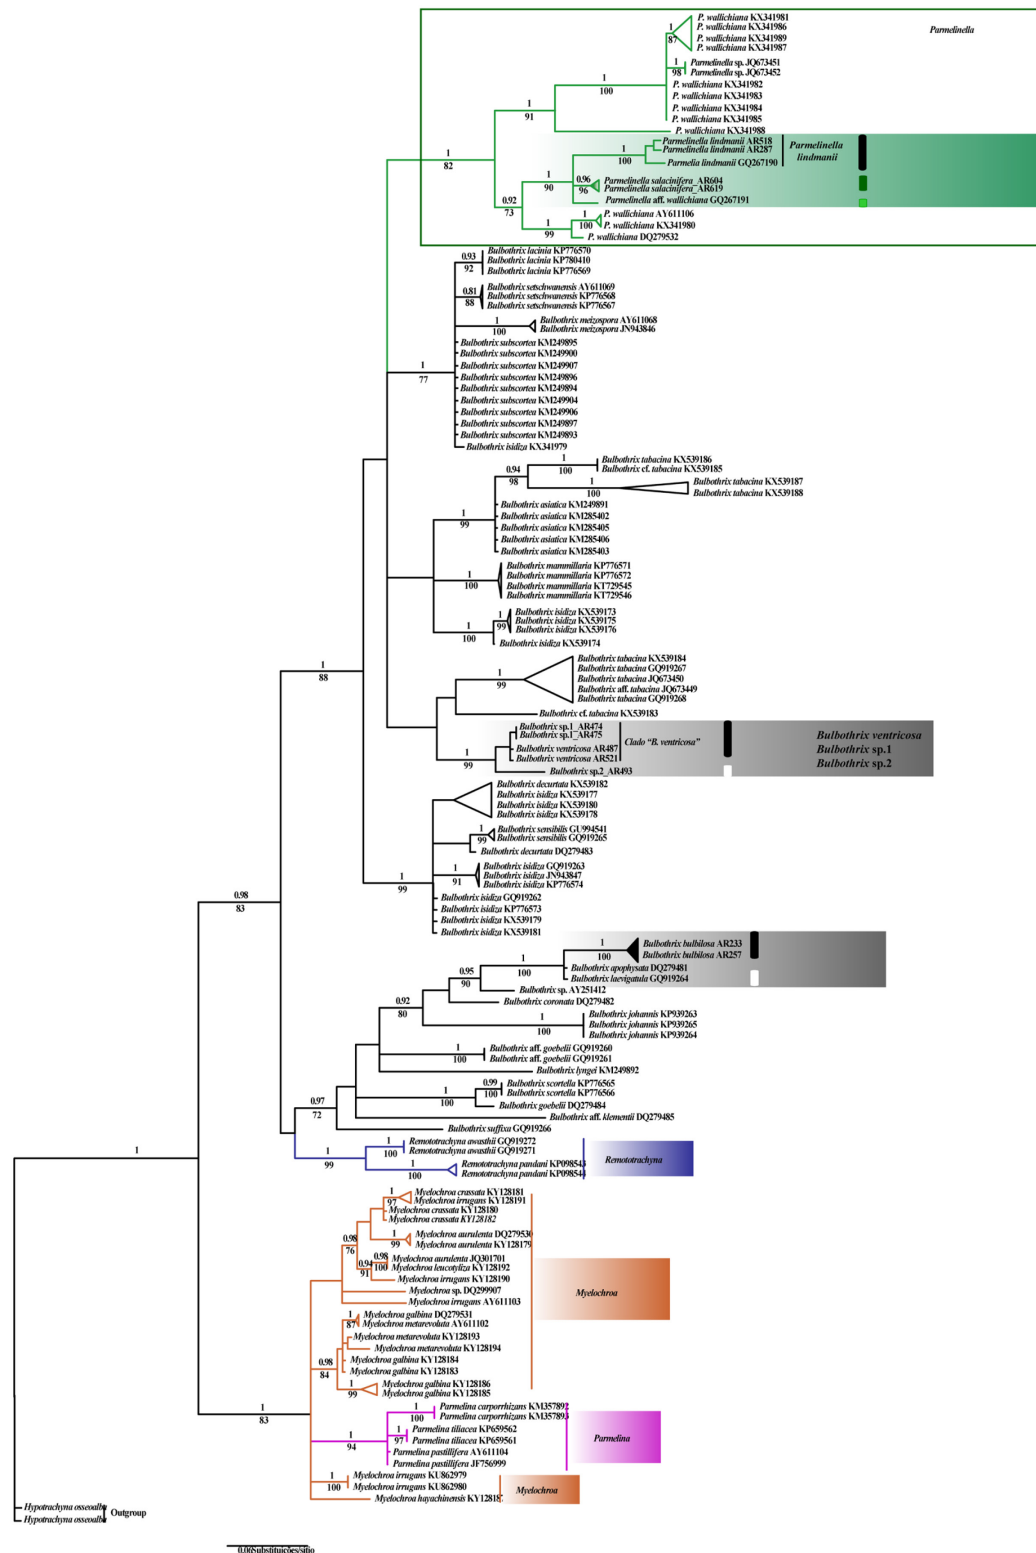 Parmelinella
P. wallichiana KX341981
P. wallichiana KX341986
P. wallichiana KX341989
P. wallichiana KX341987
1
87
Parmelinella sp. JQ673451
Parmelinella sp. JQ673452
1
98
P. wallichiana KX341982
P. wallichiana KX341983
P. wallichiana KX341984
P. wallichiana KX341985
1
100
P. wallichiana KX341988
1
91
Parmelinella lindmanii AR518
Parmelinella lindmanii AR287
Parmelia lindmanii GQ267190
1
100
Parmelinella
lindmanii
1
82
Parmelinella salacinifera_AR604
Parmelinella salacinifera_AR619
0.96
96
1
90
Parmelinella aff. wallichiana GQ267191
0.92
73
P. wallichiana AY611106
P. wallichiana KX341980
1
100
P. wallichiana DQ279532
1
99
Bulbothrix lacinia KP776570
Bulbothrix lacinia KP780410
Bulbothrix lacinia KP776569
0.93
92
Bulbothrix setschwanensis AY611069
Bulbothrix setschwanensis KP776568
Bulbothrix setschwanensis KP776567
0.81
88
Bulbothrix meizospora AY611068
Bulbothrix meizospora JN943846
1
100
Bulbothrix subscortea KM249895
Bulbothrix subscortea KM249900
Bulbothrix subscortea KM249907
Bulbothrix subscortea KM249896
Bulbothrix subscortea KM249894
Bulbothrix subscortea KM249904
Bulbothrix subscortea KM249906
Bulbothrix subscortea KM249897
Bulbothrix subscortea KM249893
Bulbothrix isidiza KX341979
1
77
Bulbothrix tabacina KX539186
Bulbothrix cf. tabacina KX539185
1
100
0.94
98
Bulbothrix tabacina KX539187
Bulbothrix tabacina KX539188
1
100
Bulbothrix asiatica KM249891
Bulbothrix asiatica KM285402
Bulbothrix asiatica KM285405
Bulbothrix asiatica KM285406
Bulbothrix asiatica KM285403
1
99
Bulbothrix mammillaria KP776571
Bulbothrix mammillaria KP776572
Bulbothrix mammillaria KT729545
Bulbothrix mammillaria KT729546
1
100
Bulbothrix isidiza KX539173
Bulbothrix isidiza KX539175
Bulbothrix isidiza KX539176
1
99
Bulbothrix isidiza KX539174
1
100
1
88
Bulbothrix tabacina KX539184
Bulbothrix tabacina GQ919267
Bulbothrix tabacina JQ673450
Bulbothrix aff. tabacina JQ673449
Bulbothrix tabacina GQ919268
1
99
Bulbothrix cf. tabacina KX539183
Bulbothrix sp.1_AR474
Bulbothrix sp.1_AR475
Bulbothrix ventricosa AR487
Bulbothrix ventricosa AR521
Clado "B. ventricosa"
Bulbothrix ventricosa
Bulbothrix sp.1
Bulbothrix sp.2
1
99
Bulbothrix sp.2_AR493
Bulbothrix decurtata KX539182
Bulbothrix isidiza KX539177
Bulbothrix isidiza KX539180
Bulbothrix isidiza KX539178
Bulbothrix sensibilis GU994541
Bulbothrix sensibilis GQ919265
1
99
Bulbothrix decurtata DQ279483
Bulbothrix isidiza GQ919263
Bulbothrix isidiza JN943847
Bulbothrix isidiza KP776574
1
91
1
99
Bulbothrix isidiza GQ919262
Bulbothrix isidiza KP776573
Bulbothrix isidiza KX539179
Bulbothrix isidiza KX539181
0.98
83
Bulbothrix bulbilosa AR233
Bulbothrix bulbilosa AR257
1
100
Bulbothrix apophysata DQ279481
Bulbothrix laevigatula GQ919264
1
100
Bulbothrix sp. AY251412
0.95
90
Bulbothrix coronata DQ279482
0.92
80
Bulbothrix johannis KP939263
Bulbothrix johannis KP939265
Bulbothrix johannis KP939264
1
100
Bulbothrix aff. goebelii GQ919260
Bulbothrix aff. goebelii GQ919261
1
100
Bulbothrix lyngei KM249892
Bulbothrix scortella KP776565
Bulbothrix scortella KP776566
0.99
100
Bulbothrix goebelii DQ279484
1
100
Bulbothrix aff. klementii DQ279485
0.97
72
Bulbothrix suffixa GQ919266
Remototrachyna awasthii GQ919272
Remototrachyna awasthii GQ919271
1
100
1
99
Remototrachyna pandani KP098543
Remototrachyna pandani KP098544
1
100
Remototrachyna
1
Myelochroa crassata KY128181
Myelochroa irrugans KY128191
1
97
Myelochroa crassata KY128180
Myelochroa crassata KY128182
Myelochroa aurulenta DQ279530
Myelochroa aurulenta KY128179
1
99
0.98
76
Myelochroa aurulenta JQ301701
Myelochroa leucotyliza KY128192
0.98
100
0.94
91
Myelochroa irrugans KY128190
Myelochroa sp. DQ299907
Myelochroa irrugans AY611103
Myelochroa
Myelochroa galbina DQ279531
Myelochroa metarevoluta AY611102
1
87
Myelochroa metarevoluta KY128193
Myelochroa metarevoluta KY128194
Myelochroa galbina KY128184
Myelochroa galbina KY128183
0.98
84
Myelochroa galbina KY128186
Myelochroa galbina KY128185
1
99
1
83
Parmelina carporrhizans KM357892
Parmelina carporrhizans KM357893
1
100
Parmelina tiliacea KP659562
Parmelina tiliacea KP659561
1
97
Parmelina pastillifera AY611104
Parmelina pastillifera JF756999
1
94
Parmelina
Myelochroa irrugans KU862979
Myelochroa irrugans KU862980
1
100
Myelochroa hayachinensis KY12818
Myelochroa
Hypotrachyna osseoalba
Hypotrachyna osseoalba
Outgroup
0.06Substituições/sítio